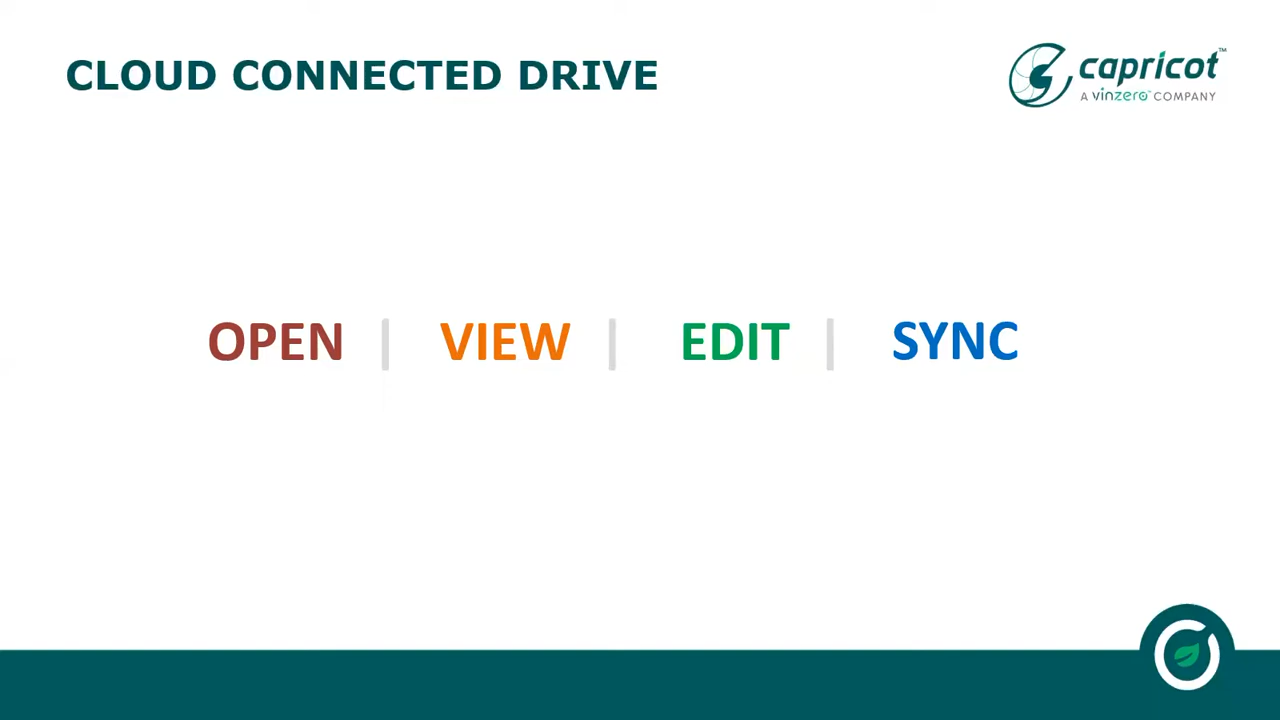 CLOUD CONNECTED DRIVE
capricot™
A vinzero™ COMPANY
OPEN | VIEW | EDIT | SYNC